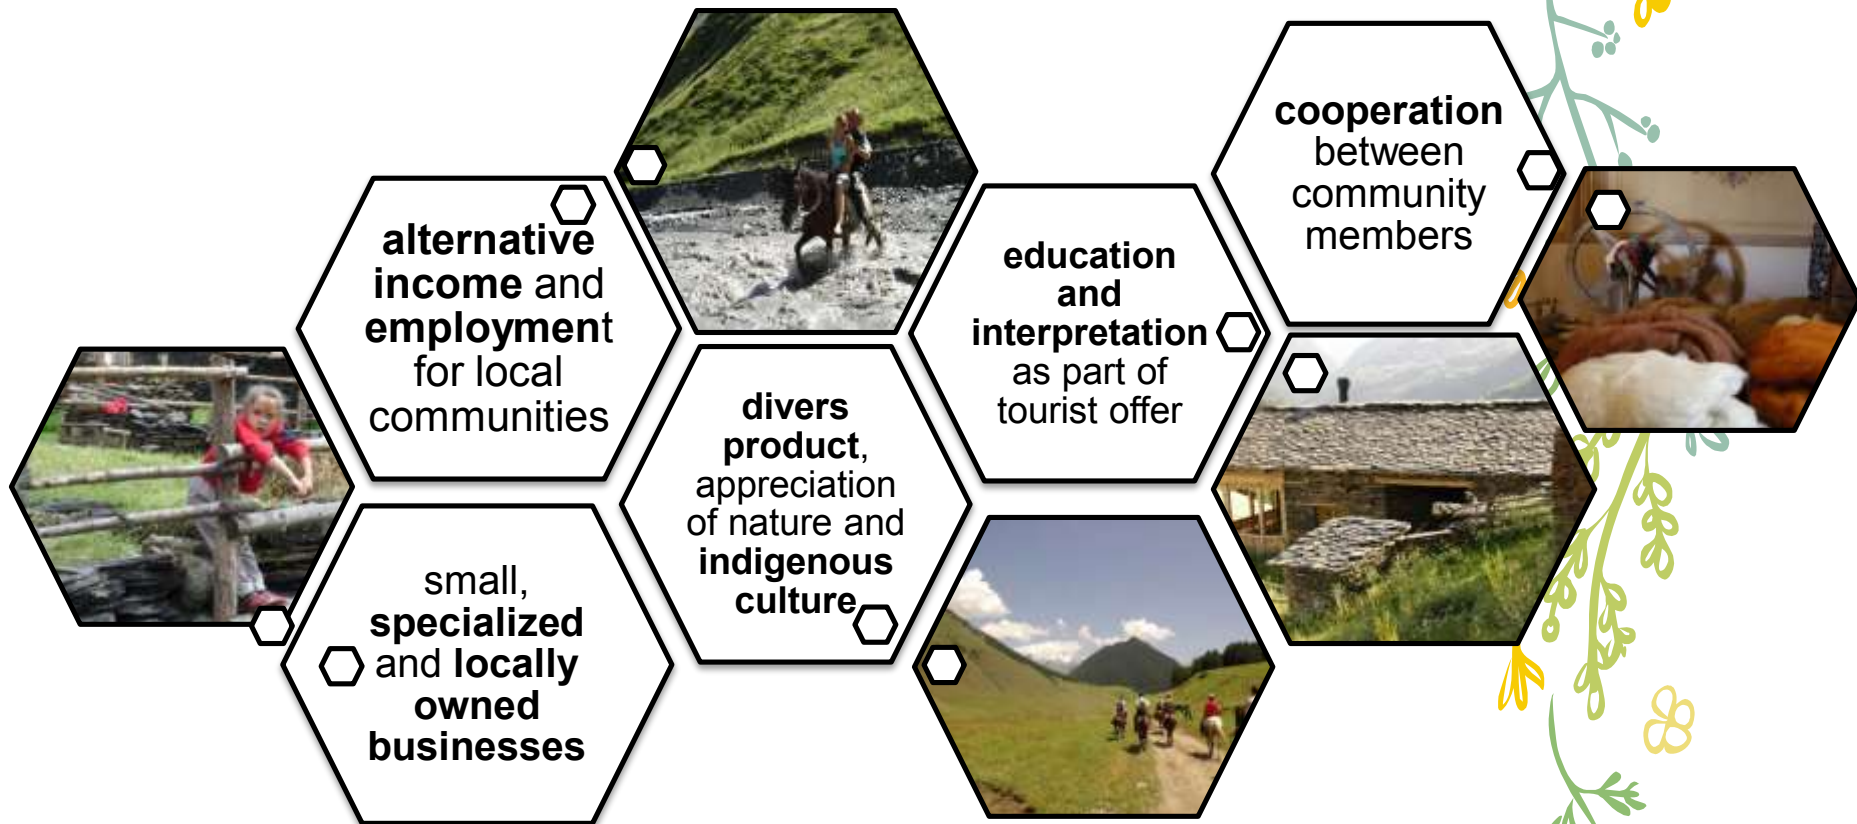 alternative
income and
employment
for local
communities
small,
specialized
and locally
owned
businesses
divers
product,
appreciation
of nature and
indigenous
culture
education
and
interpretation
as part of
tourist offer
cooperation
between
community
members